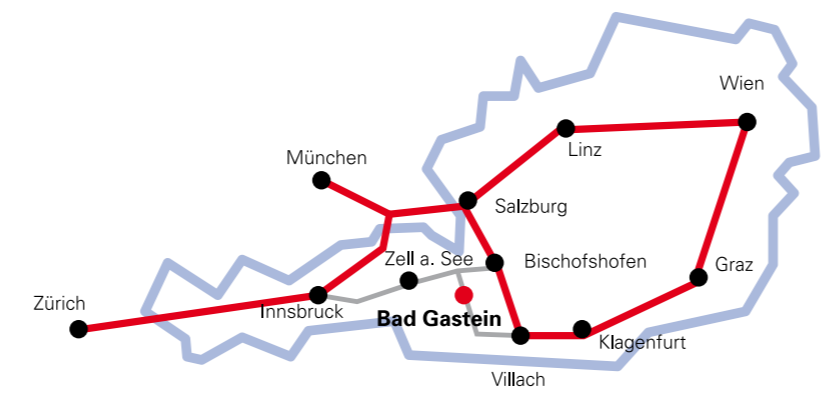 Wien
Linz
München
Salzburg
Zell a. See
Bischofshofen
Graz
Zürich
Innsbruck
Bad Gastein
Klagenfurt
Villach